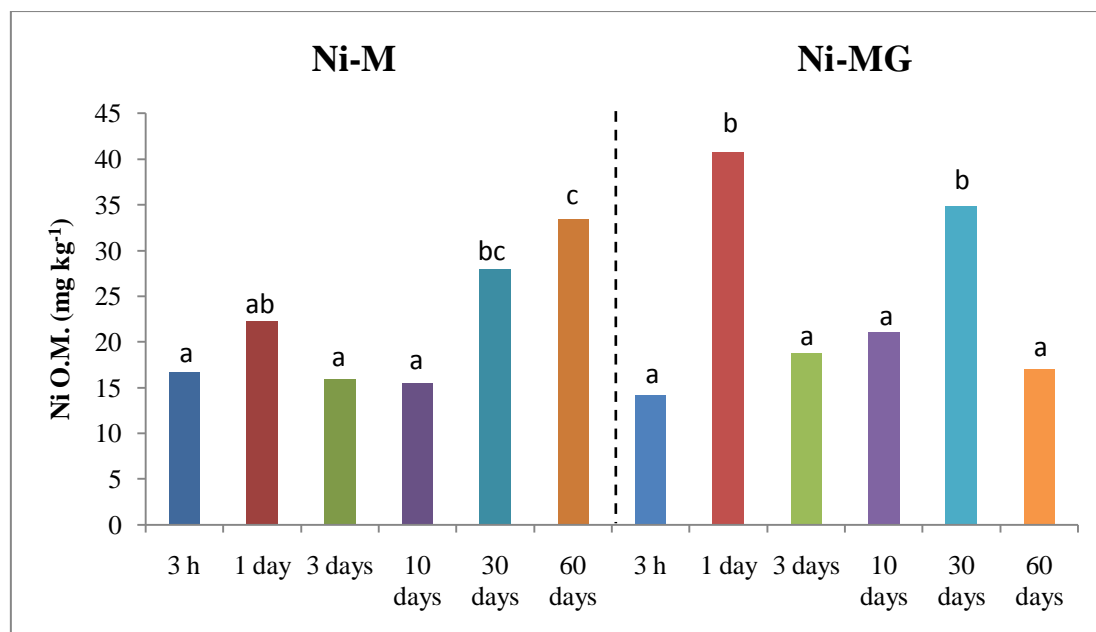 Ni-M
Ni-MG
Ni O.M. (mg kg-1)
45
40
35
30
25
20
15
10
5
0
a
ab
a
a
bc
c
a
b
a
a
b
a
3 h
1 day
3 days
10
days
30
days
60
days
3 h
1 day
3 days
10
days
30
days
60
days